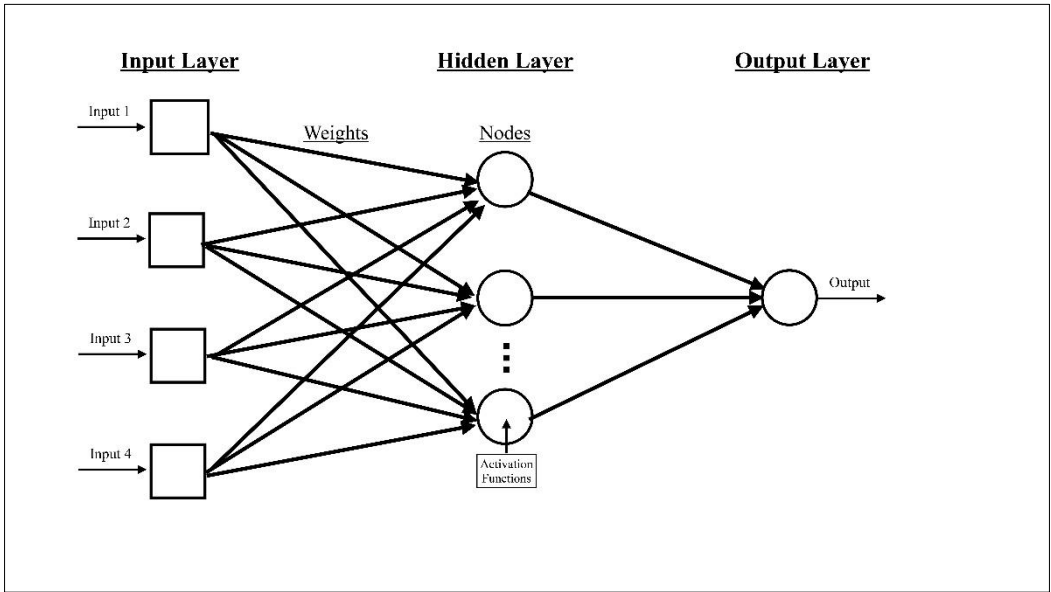 Input Layer
Hidden Layer
Output Layer
Input 1
Weights
Nodes
Input 2
Output
Input 3
Input 4
Activation
Functions